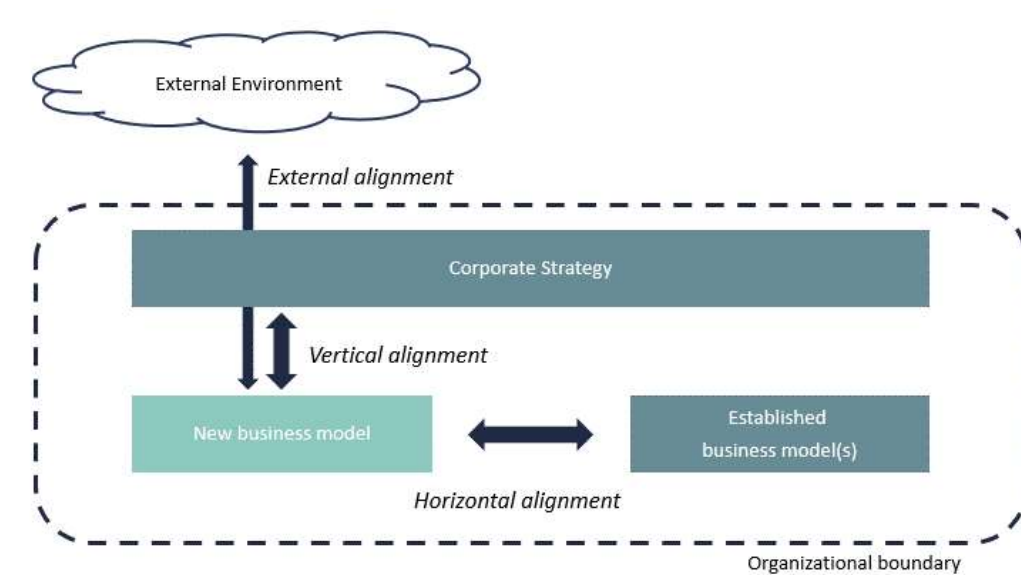 External Environment
External alignment
Corporate Strategy
Vertical alignment
New business model
Established
business model(s)
Horizontal alignment
Organizational boundary